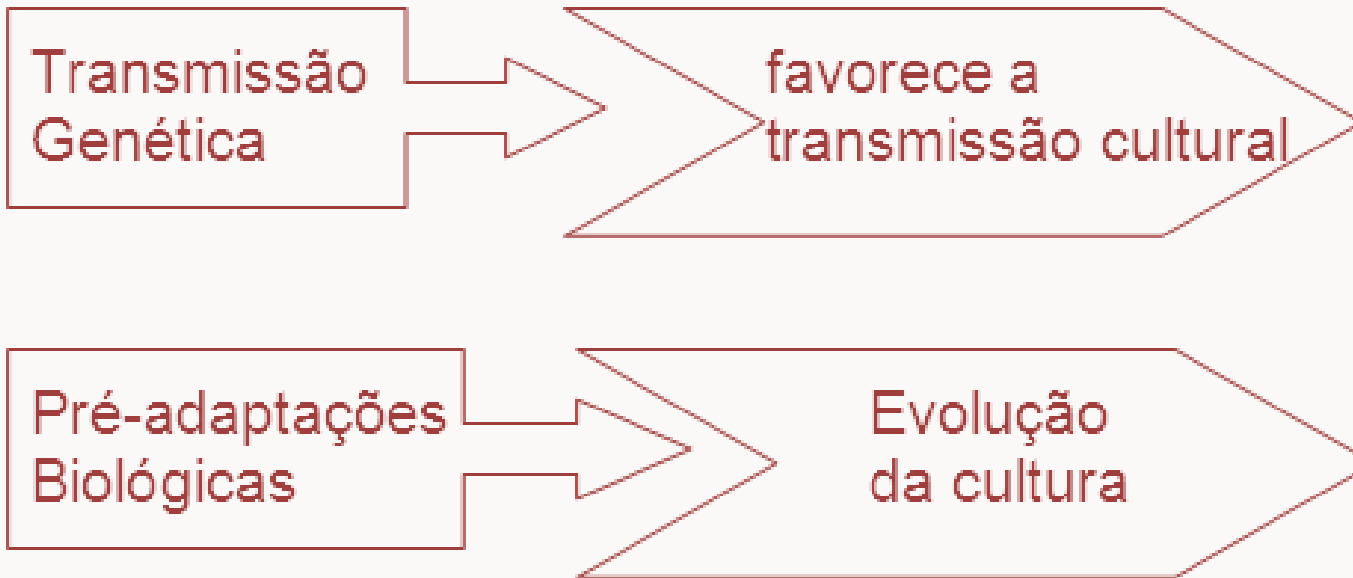 Transmissão
Genética
favorece a
transmissão cultural
Pré-adaptações
Biológicas
Evolução
da cultura